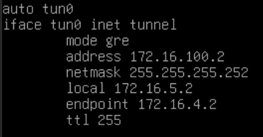 auto tun0
iface tun0 inet tunnel
mode gre
address 172.16.100.2
netmask 255.255.255.252
local 172.16.5.2
endpoint 172.16.4.2
ttl 255